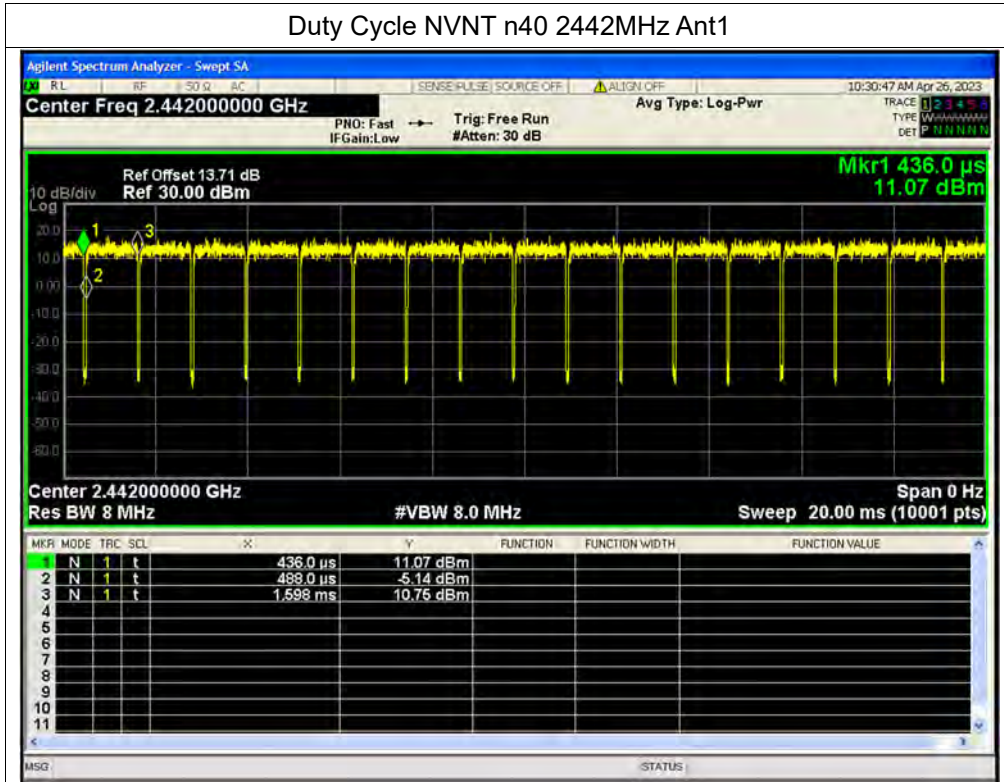 Duty Cycle NVNT n40 2442MHz Ant1
Agilent Spectrum Analyzer - Swept SA
LXI RL RF 50 Ω AC SENSE:PULSE SOURCE OFF ALIGN OFF 10:30:47 AM Apr 26, 2023
Center Freq 2.442000000 GHz Avg Type: Log-Pwr TRACE 1 2 3 4 5 6
PNO: Fast Trig: Free Run TYPE W
IFGain:Low #Atten: 30 dB DET P N N N N N
Mkr1 436.0 µs
Ref Offset 13.71 dB
10 dB/div Ref 30.00 dBm 11.07 dBm
Log
20.0
1
3
10.0
2
0.00
-10.0
-20.0
-30.0
-40.0
-50.0
-60.0
Center 2.442000000 GHz Span 0 Hz
Res BW 8 MHz #VBW 8.0 MHz Sweep 20.00 ms (10001 pts)
MKR MODE TRC SCL X Y FUNCTION FUNCTION WIDTH FUNCTION VALUE
1 N 1 t 436.0 µs 11.07 dBm
2 N 1 t 488.0 µs -5.14 dBm
3 N 1 t 1.598 ms 10.75 dBm
4
5
6
7
8
9
10
11
MSG STATUS